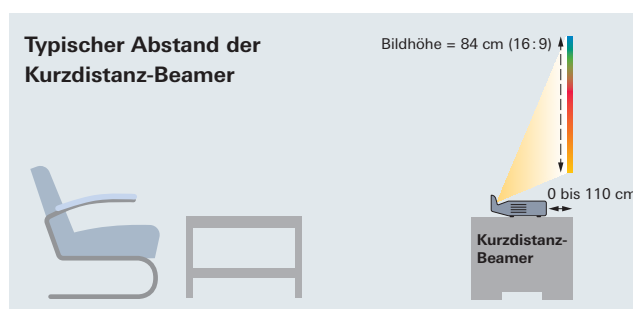 Typischer Abstand der
Kurzdistanz-Beamer
Bildhöhe = 84 cm (16:9)
0 bis 110 cm
Kurzdistanz-
Beamer